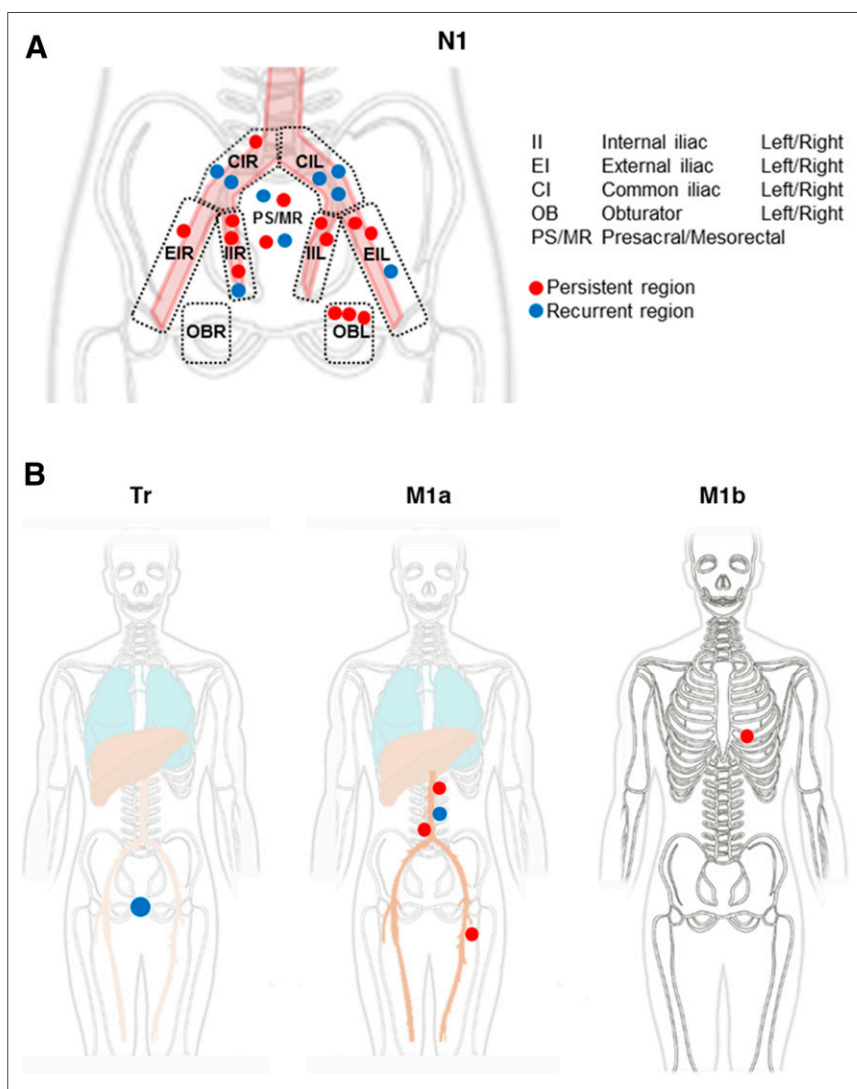 A
N1
CIR
CIL
PS/MR
EIR
IIR
IIL
EIL
OBR
OBL
II Internal iliac Left/Right
EI External iliac Left/Right
CI Common iliac Left/Right
OB Obturator Left/Right
PS/MR Presacral/Mesorectal
Persistent region
Recurrent region
B
Tr
M1a
M1b